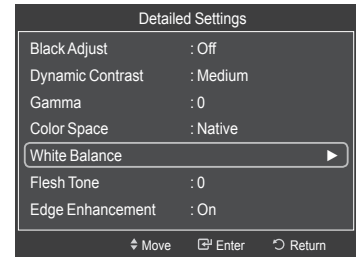 Detailed Settings
Black Adjust : Off
Dynamic Contrast : Medium
Gamma : 0
Color Space : Native
White Balance ►
Flesh Tone : 0
Edge Enhancement : On
Move Enter Return